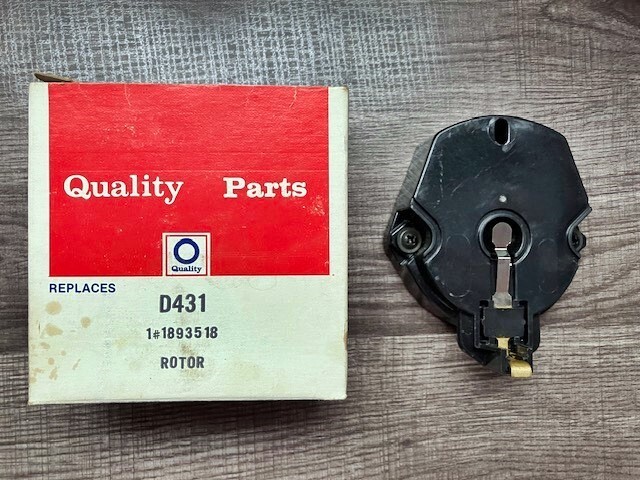 Quality Parts
Quality
REPLACES
D431
1#1893518
ROTOR